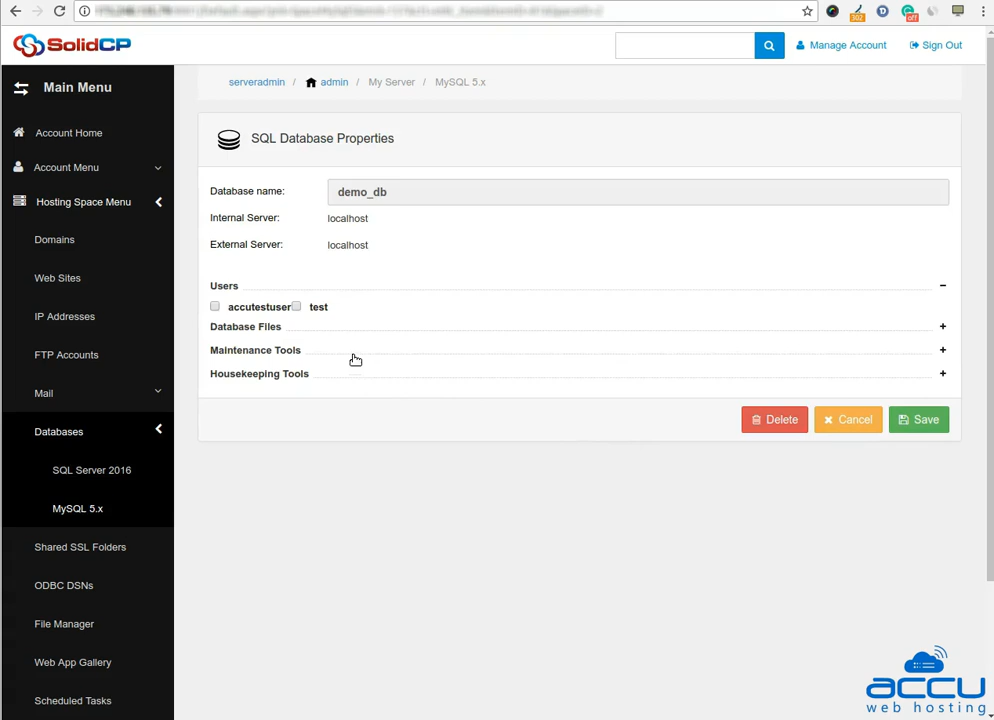 302
off
SolidCP
Manage Account
Sign Out
Main Menu
serveradmin / admin / My Server / MySQL 5.x
Account Home
Account Menu
Hosting Space Menu
Domains
Web Sites
IP Addresses
FTP Accounts
Mail
Databases
SQL Server 2016
MySQL 5.x
Shared SSL Folders
ODBC DSNs
File Manager
Web App Gallery
Scheduled Tasks
SQL Database Properties
Database name: demo_db
Internal Server: localhost
External Server: localhost
Users
accutestuser test
Database Files
Maintenance Tools
Housekeeping Tools
Delete Cancel Save
accu
web hosting